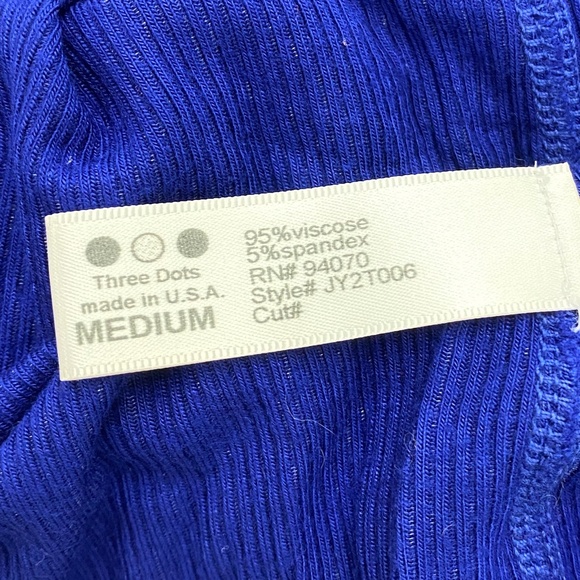 Three Dots
made in U.S.A.
MEDIUM
95%viscose
5%spandex
RN# 94070
Style# JY2T006
Cut#